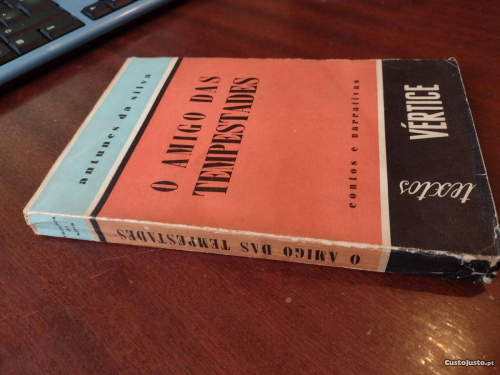 antunes da silva
O AMIGO DAS
TEMPESTADES
contos e narrativas
textos
VÉRTICE
O AMIGO DAS TEMPESTADES
CustoJusto.pt